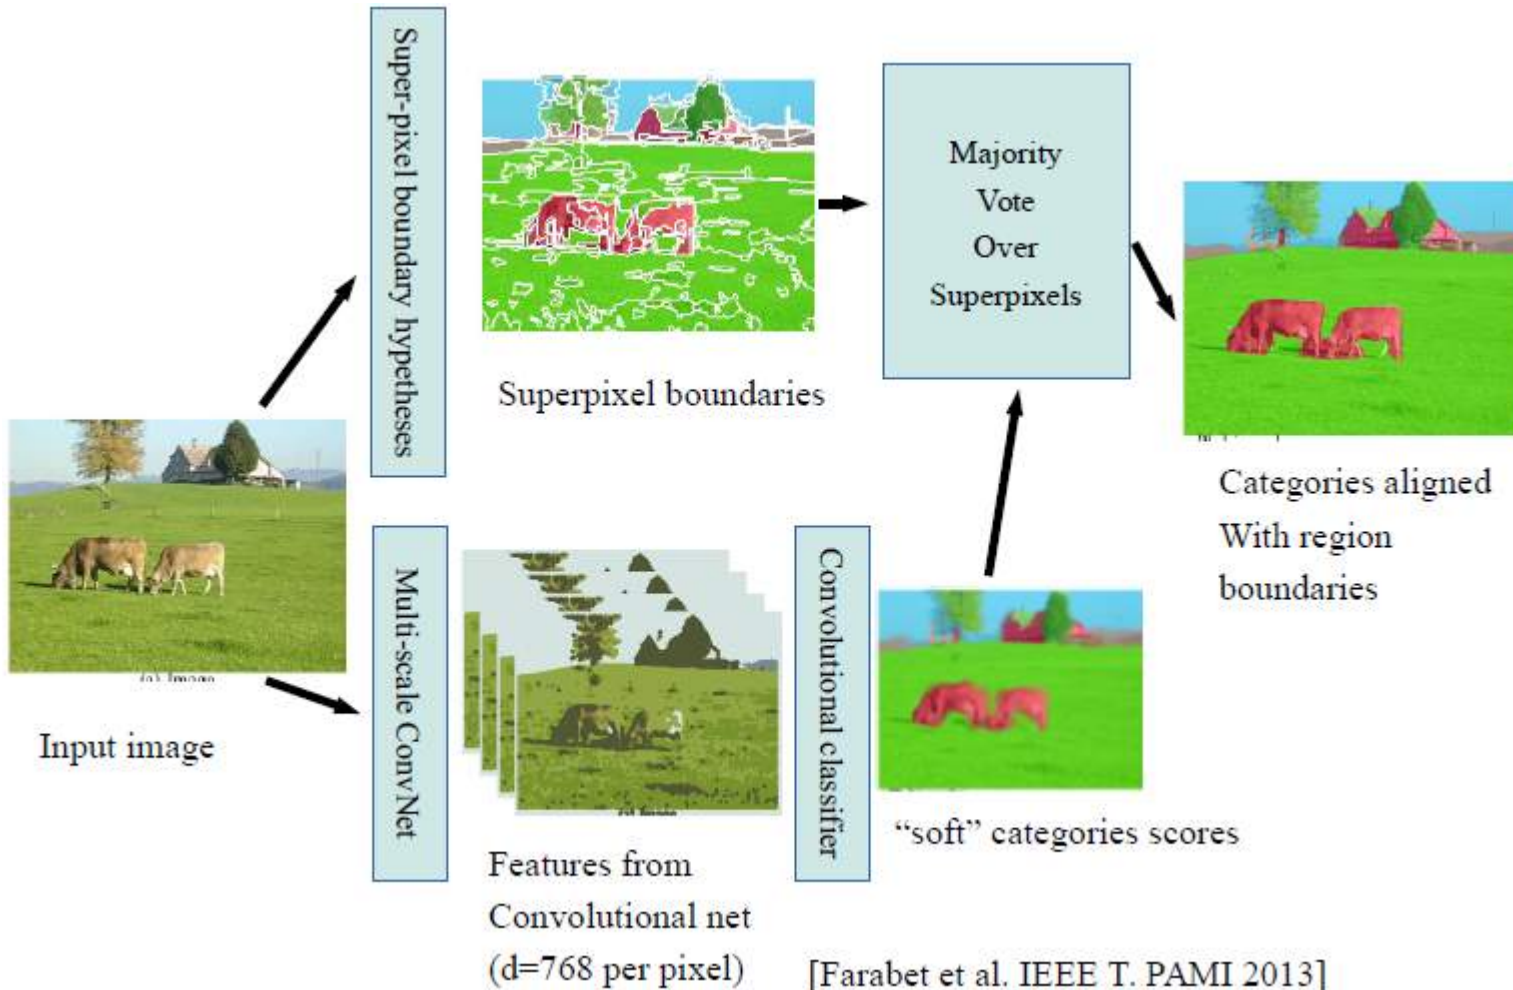 Super-pixel boundary hypetheses
Superpixel boundaries
Majority
Vote
Over
Superpixels
Categories aligned
With region
boundaries
Input image
Multi-scale ConvNet
Features from
Convolutional net
(d=768 per pixel)
Convolutional classifier
“soft” categories scores
[Farabet et al. IEEE T. PAMI 2013]